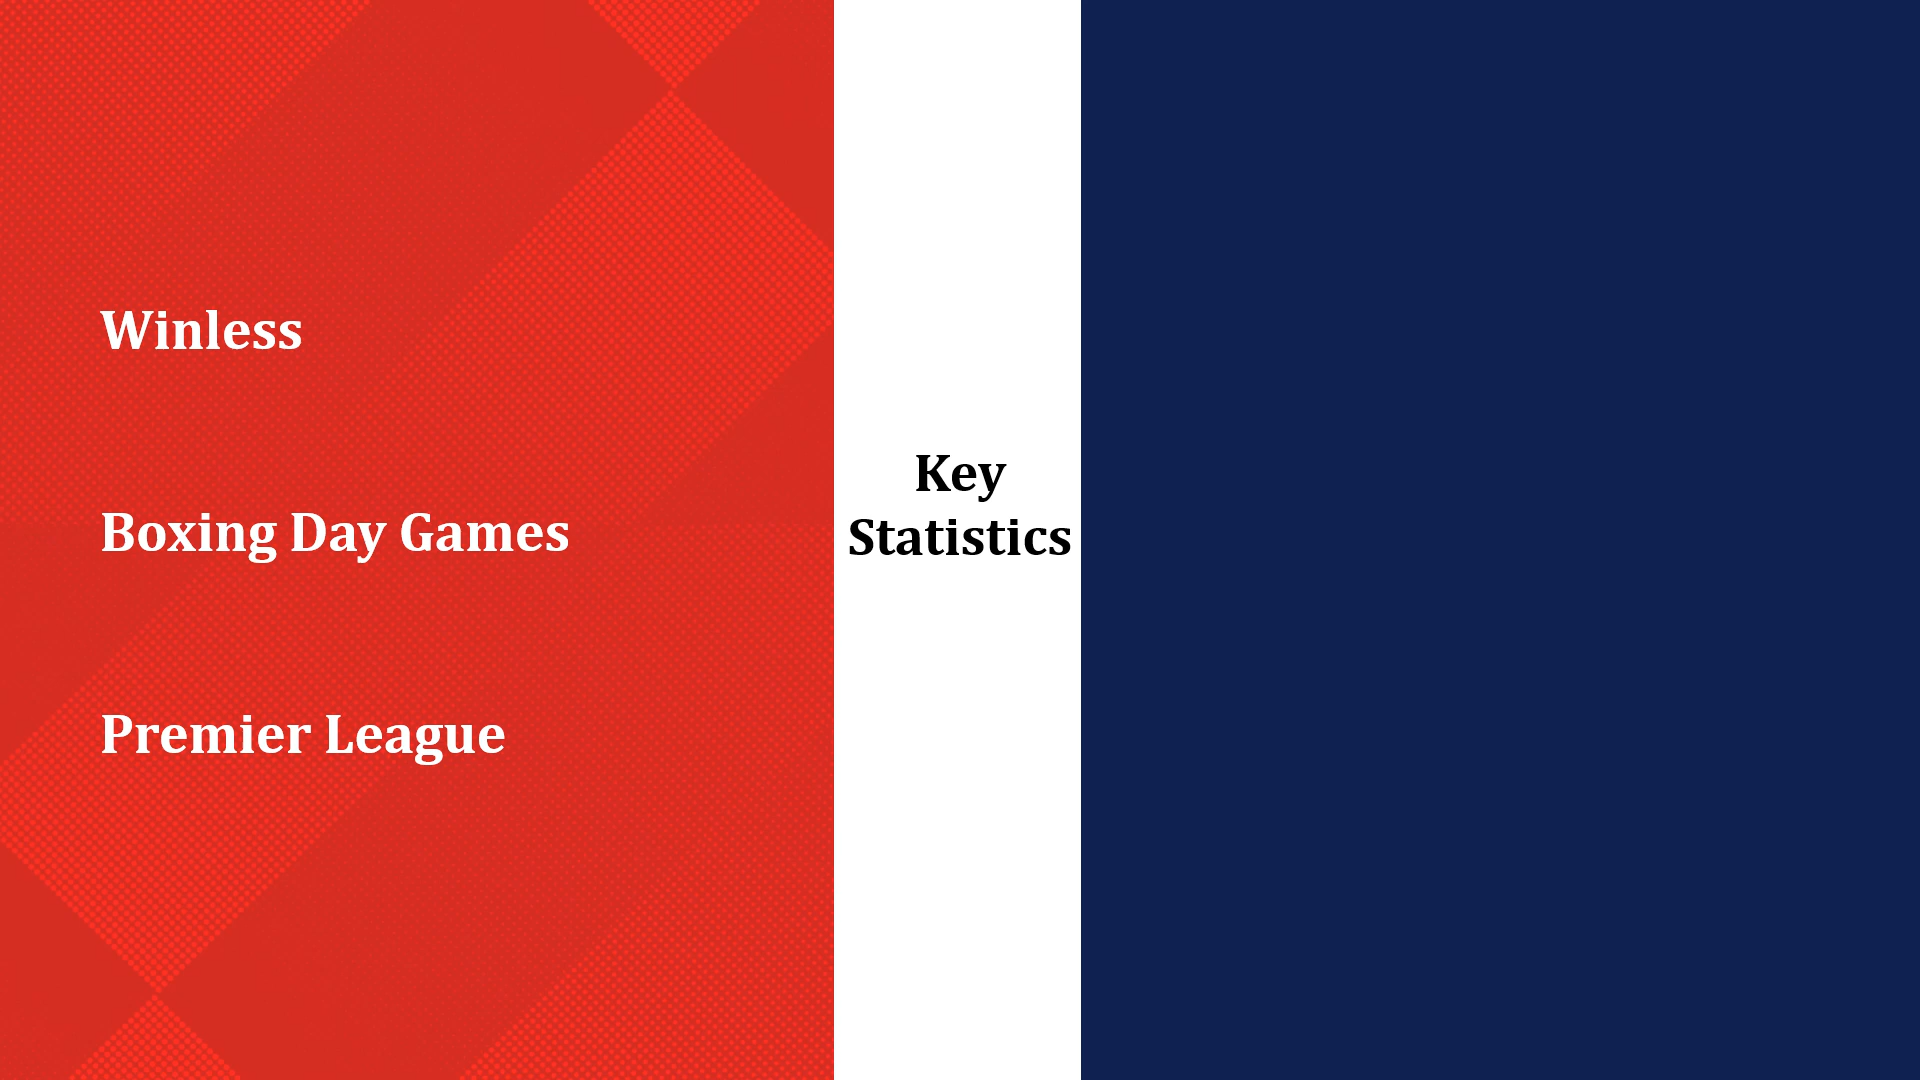 Winless
Boxing Day Games
Premier League
Key
Statistics